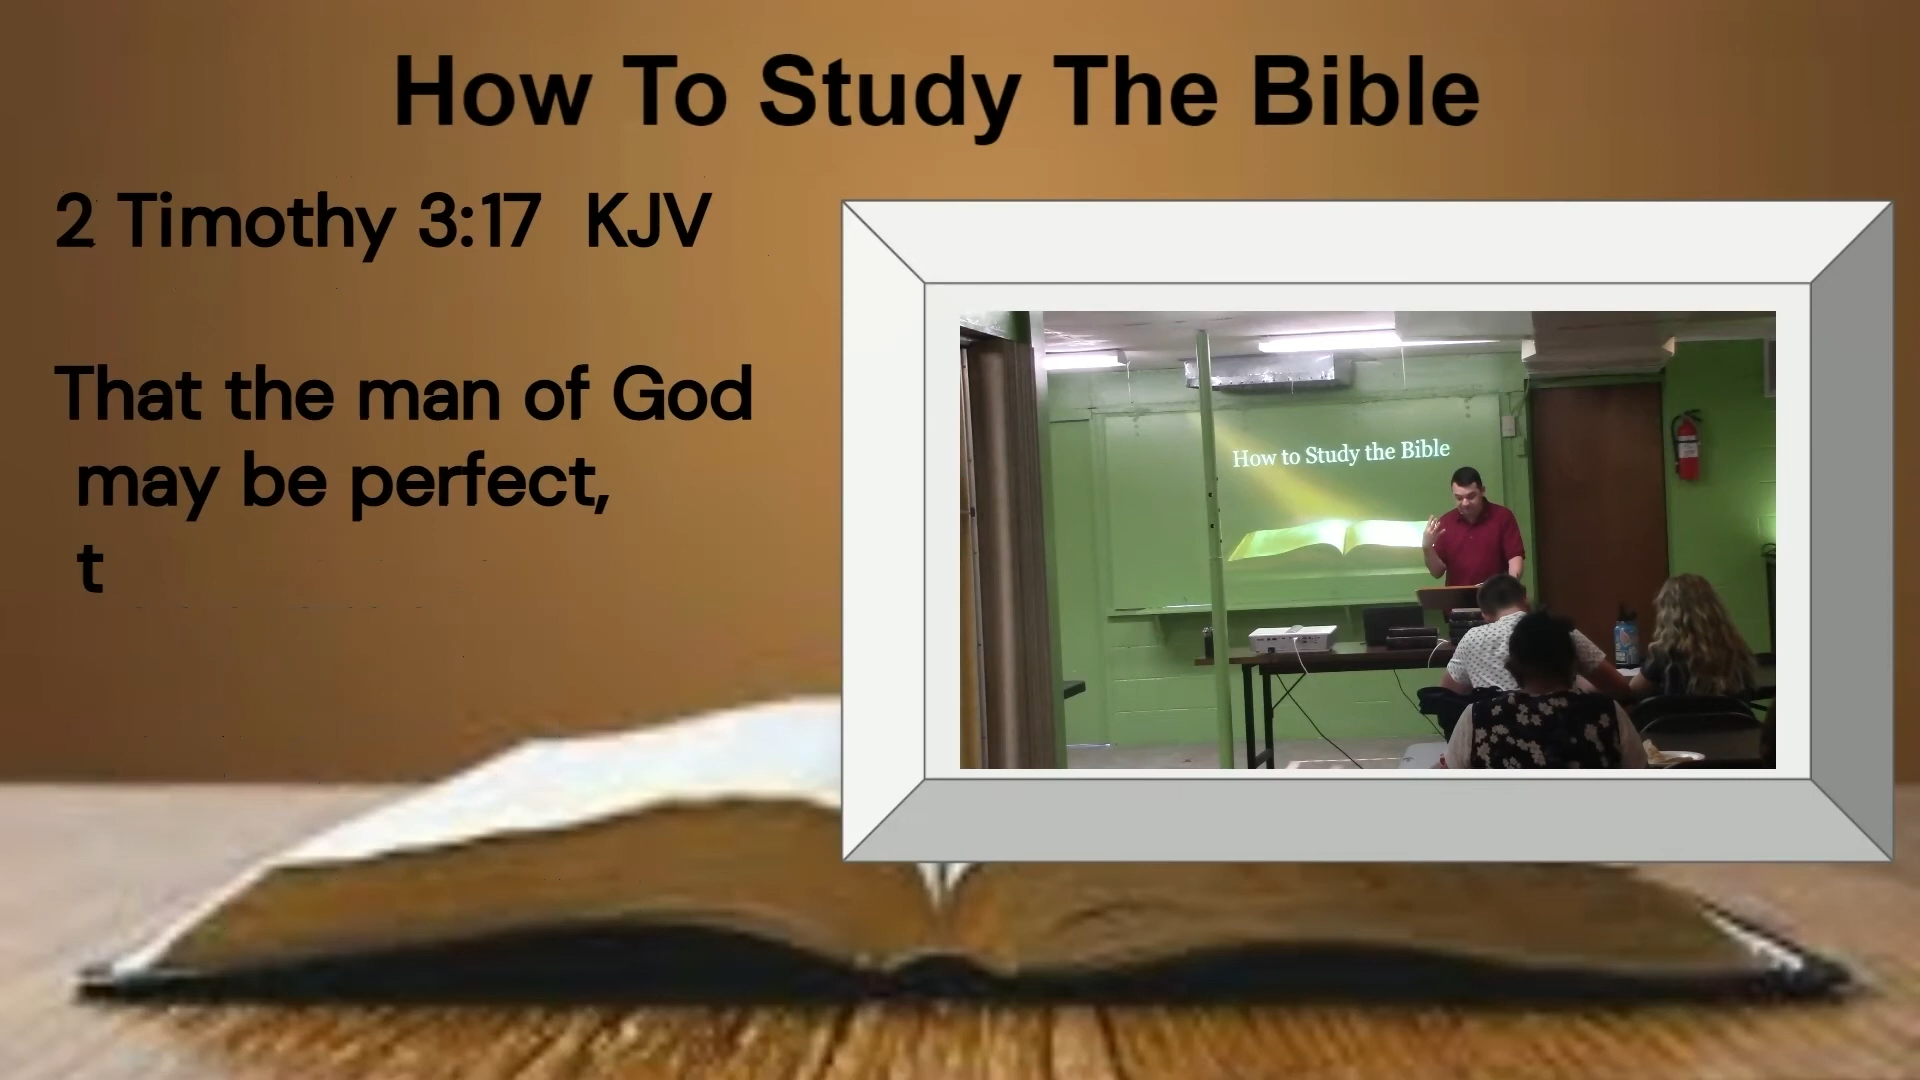 How To Study The Bible
2 Timothy 3:17  KJV
That the man of God
may be perfect,
t
How to Study the Bible